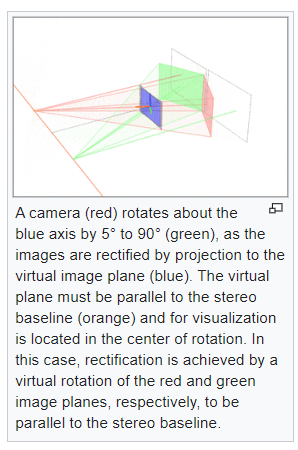 A camera (red) rotates about the
blue axis by 5° to 90° (green), as the
images are rectified by projection to the
virtual image plane (blue). The virtual
plane must be parallel to the stereo
baseline (orange) and for visualization
is located in the center of rotation. In
this case, rectification is achieved by a
virtual rotation of the red and green
image planes, respectively, to be
parallel to the stereo baseline.